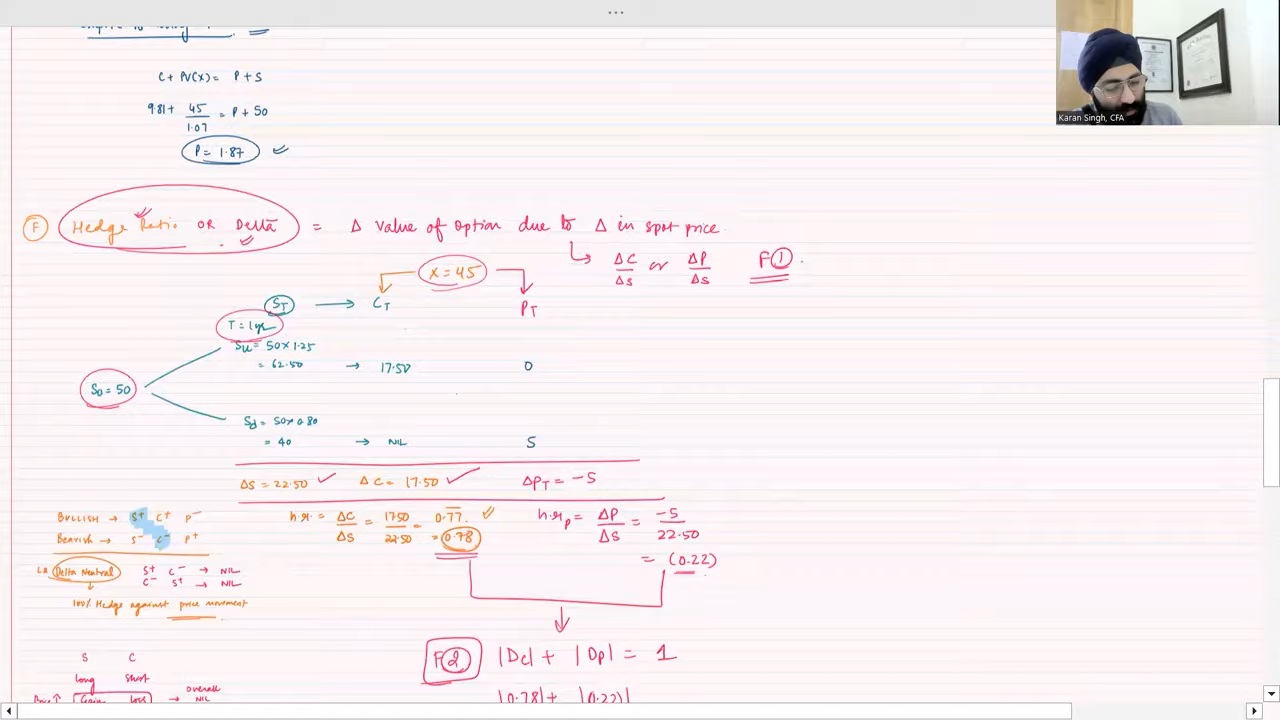 Karan Singh, CFA
C + PV(X) = P + S
9.81 + 45/1.07 = P + 50
P = 1.87
F Hedge Ratio OR Delta = Δ value of option due to Δ in spot price
ΔC/ΔS or ΔP/ΔS F①
X = 45
ST → CT PT
T = 1yr
Su = 50×1.25
= 62.50 → 17.50 0
S0 = 50
Sd = 50×0.80
= 40 → NIL 5
ΔS = 22.50 ΔC = 17.50 ΔPT = -5
BULLISH → S+ C+ P-
Bearish → S- C- P+
h.r. = ΔC/ΔS = 17.50/22.50 = 0.77
= 0.78
h.r.p = ΔP/ΔS = -5/22.50
= (0.22)
Delta Neutral S+ C- → NIL
C- S+ → NIL
100% Hedge against price movement
F② |Dc| + |Dp| = 1
S C
long short
Price ↑ Gain Loss → overall NIL
|0.78| + |0.22|